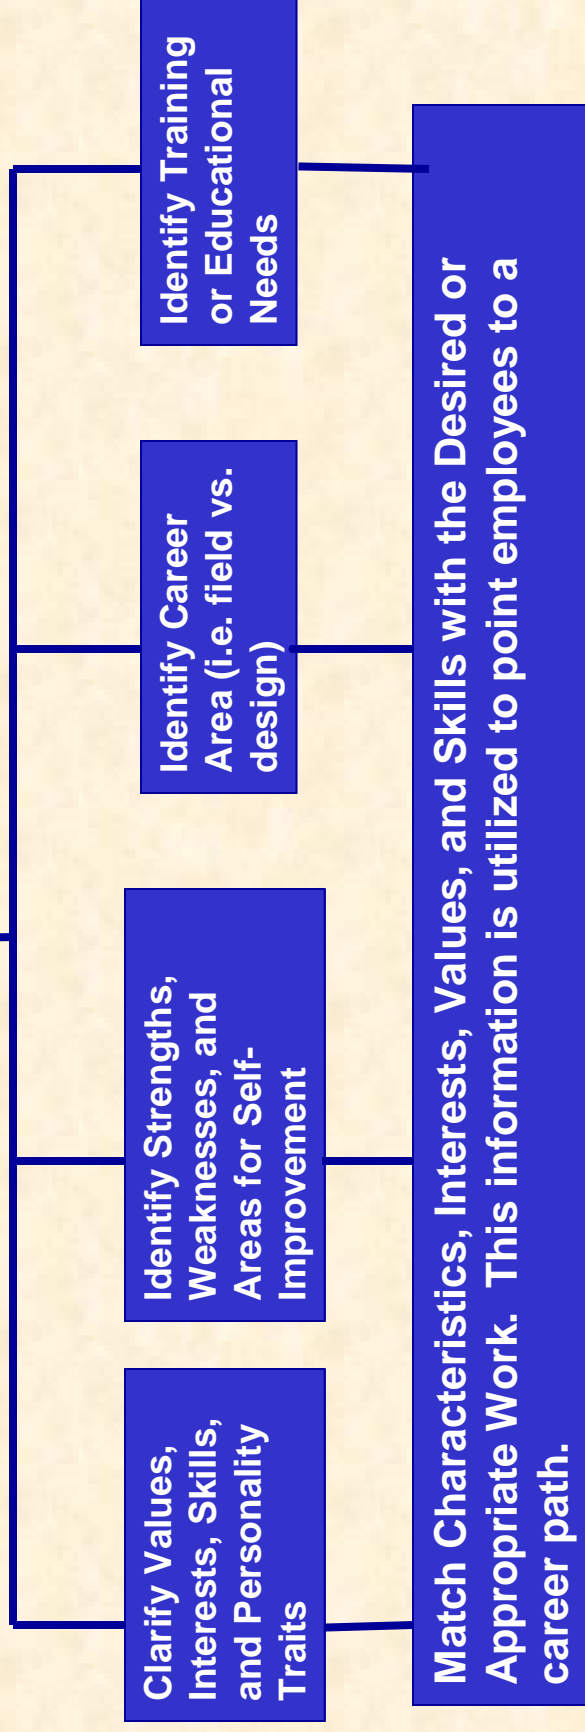 Clarify Values,
Interests, Skills,
and Personality
Traits
Identify Strengths,
Weaknesses, and
Areas for Self-
Improvement
Identify Career
Area (i.e. field vs.
design)
Identify Training
or Educational
Needs
Match Characteristics, Interests, Values, and Skills with the Desired or
Appropriate Work.  This information is utilized to point employees to a
career path.